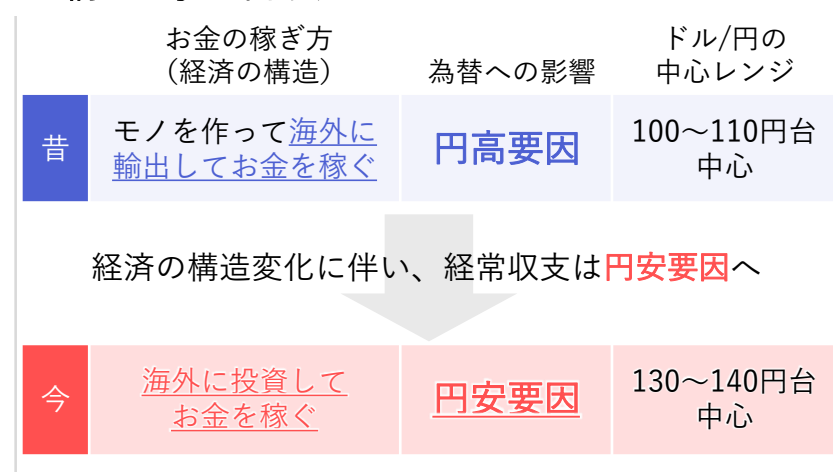 お金の稼ぎ方
（経済の構造）
為替への影響
ドル/円の
中心レンジ
昔
モノを作って海外に
輸出してお金を稼ぐ
円高要因
100～110円台
中心
経済の構造変化に伴い、経常収支は円安要因へ
今
海外に投資して
お金を稼ぐ
円安要因
130～140円台
中心